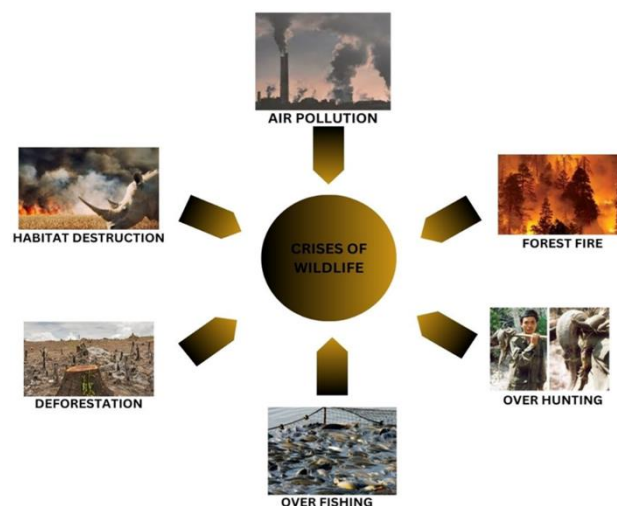 AIR POLLUTION
HABITAT DESTRUCTION
FOREST FIRE
CRISES OF
WILDLIFE
DEFORESTATION
OVER HUNTING
OVER FISHING